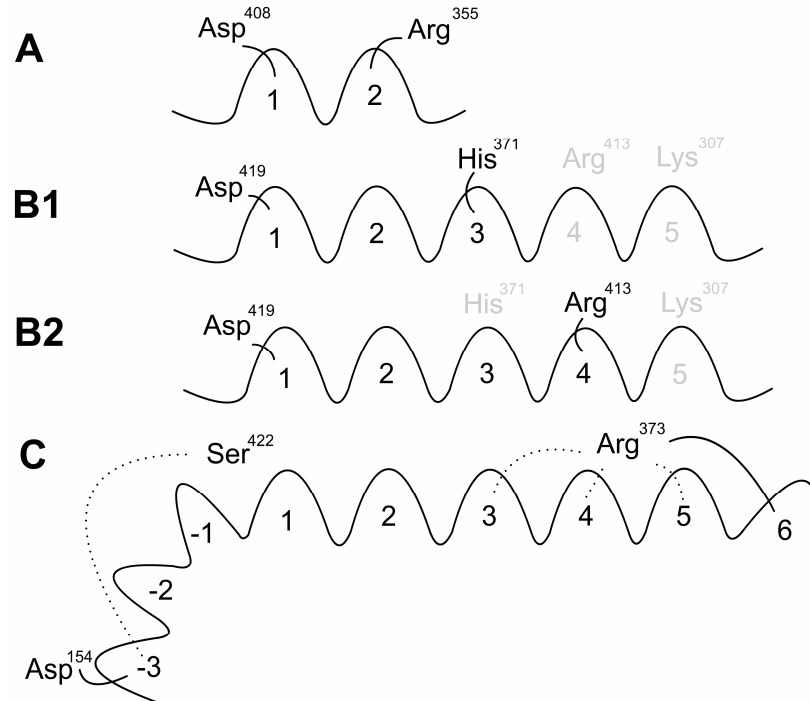 A Asp408 Arg355
1 2
B1 Asp419 His371 Arg413 Lys307
1 2 3 4 5
B2 Asp419 His371 Arg413 Lys307
1 2 3 4 5
C Ser422 Arg373
-1 1 2 3 4 5 6
-2
Asp154 -3